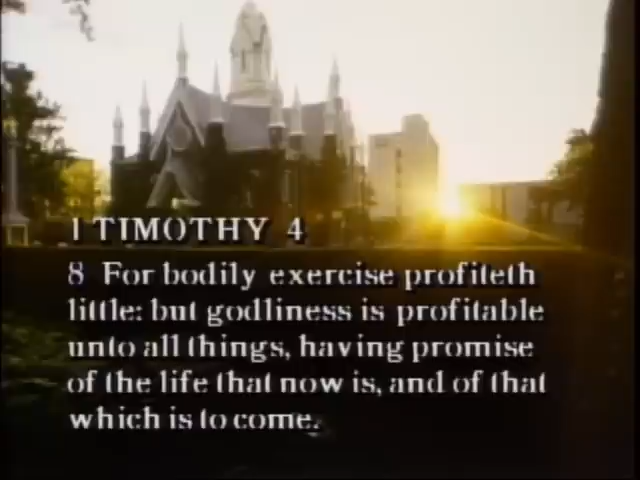 1 TIMOTHY 4
8 For bodily exercise profiteth
little: but godliness is profitable
unto all things, having promise
of the life that now is, and of that
which is to come.